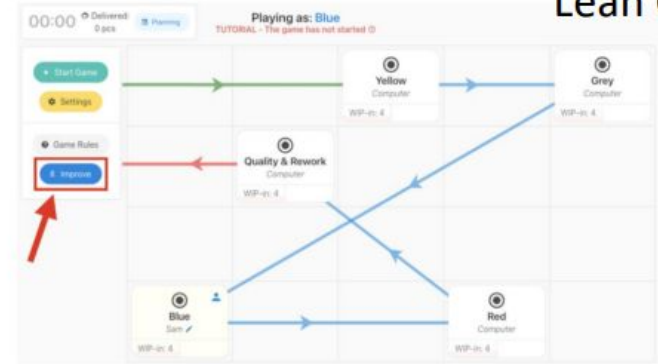 Lean
00:00
Delivered:
0 pcs
Planning
Playing as: Blue
TUTORIAL - The game has not started
Start Game
Settings
Game Rules
Improve
Yellow
Computer
WIP-in: 4
Grey
Computer
WIP-in: 4
Quality & Rework
Computer
WIP-in: 4
Blue
Sam
WIP-in: 4
Red
Computer
WIP-in: 4